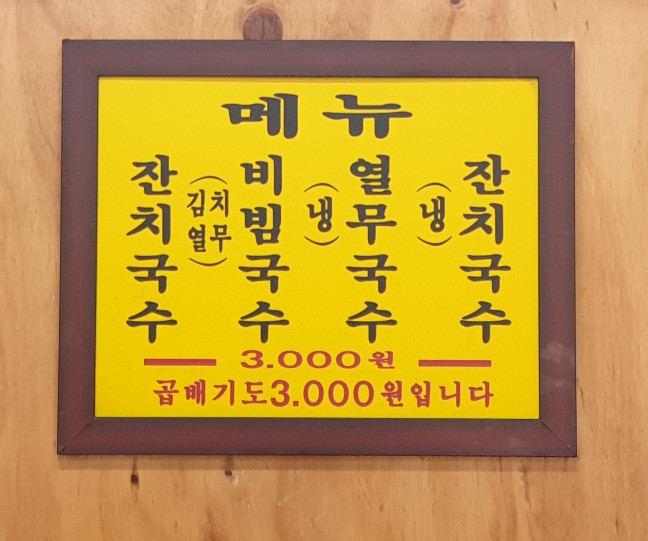 메뉴
잔치국수
(김치
열무)
비빔국수
(냉)
열무국수
(냉)
잔치국수
3.000원
곱배기도3.000원입니다